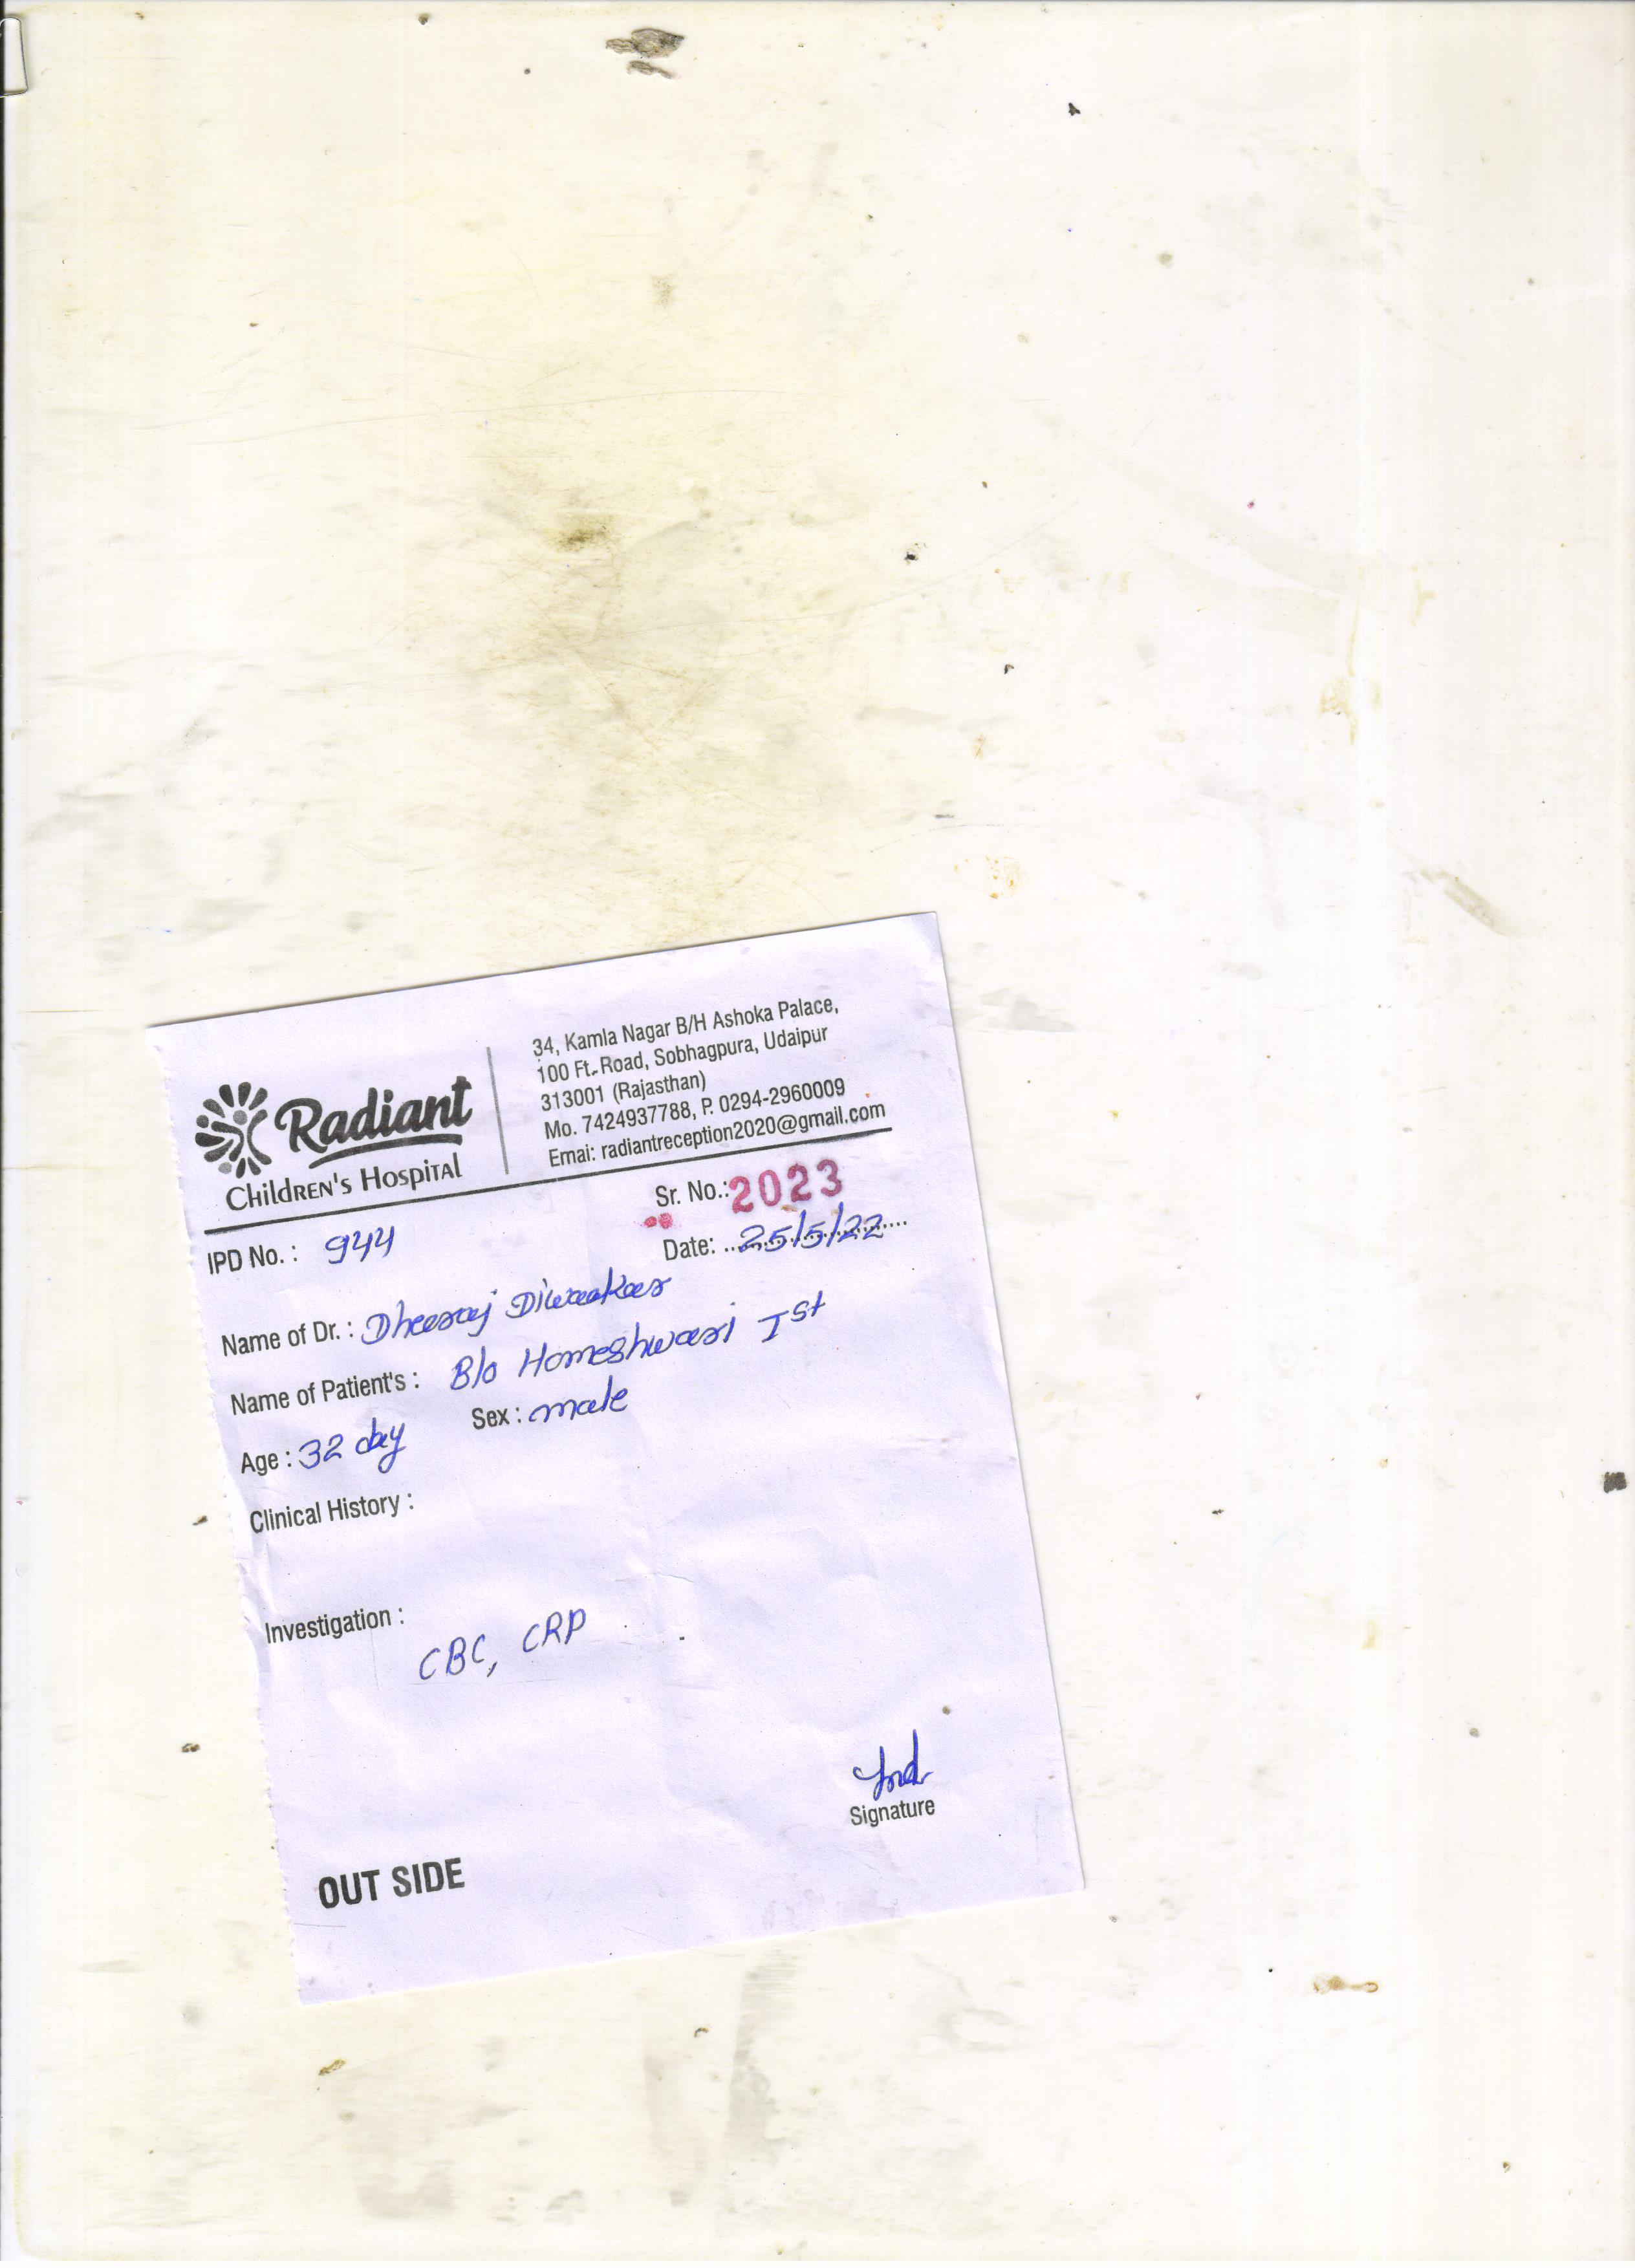 Radiant
Children's Hospital
34, Kamla Nagar B/H Ashoka Palace,
100 Ft. Road, Sobhagpura, Udaipur
313001 (Rajasthan)
Mo. 7424937788, P. 0294-2960009
Emai: radiantreception2020@gmail.com
Sr. No.: 2023
IPD No. : 944
Date: 25/5/22
Name of Dr. : Dheeraj Diwaakar
Name of Patient's : B/o Homeshwari Ist
Age : 32 day Sex : male
Clinical History :
Investigation :
CBC, CRP
Signature
OUT SIDE